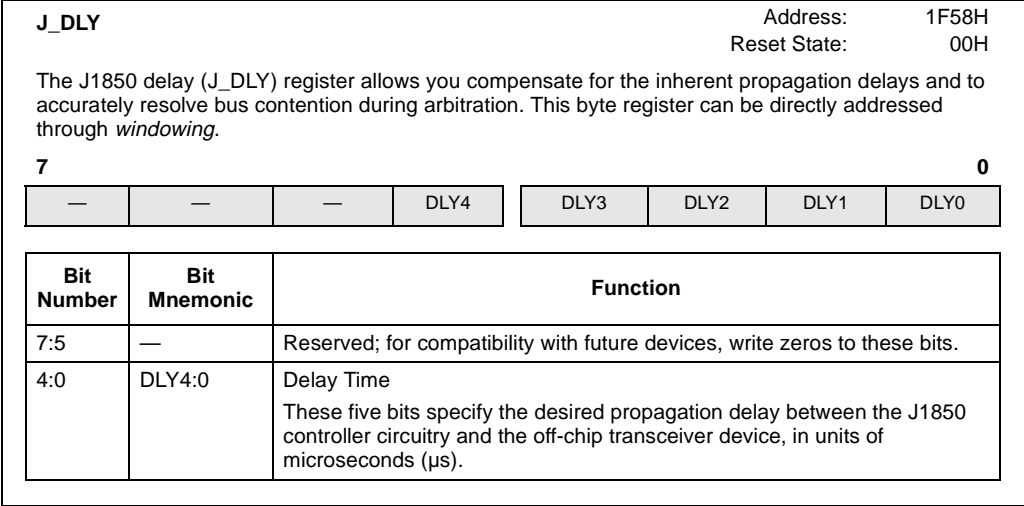 J_DLY Address: 1F58H
Reset State: 00H
The J1850 delay (J_DLY) register allows you compensate for the inherent propagation delays and to
accurately resolve bus contention during arbitration. This byte register can be directly addressed
through windowing.
7 0
— — — DLY4 DLY3 DLY2 DLY1 DLY0
Bit Number Bit Mnemonic Function
7:5 — Reserved; for compatibility with future devices, write zeros to these bits.
4:0 DLY4:0 Delay Time
These five bits specify the desired propagation delay between the J1850
controller circuitry and the off-chip transceiver device, in units of
microseconds (µs).